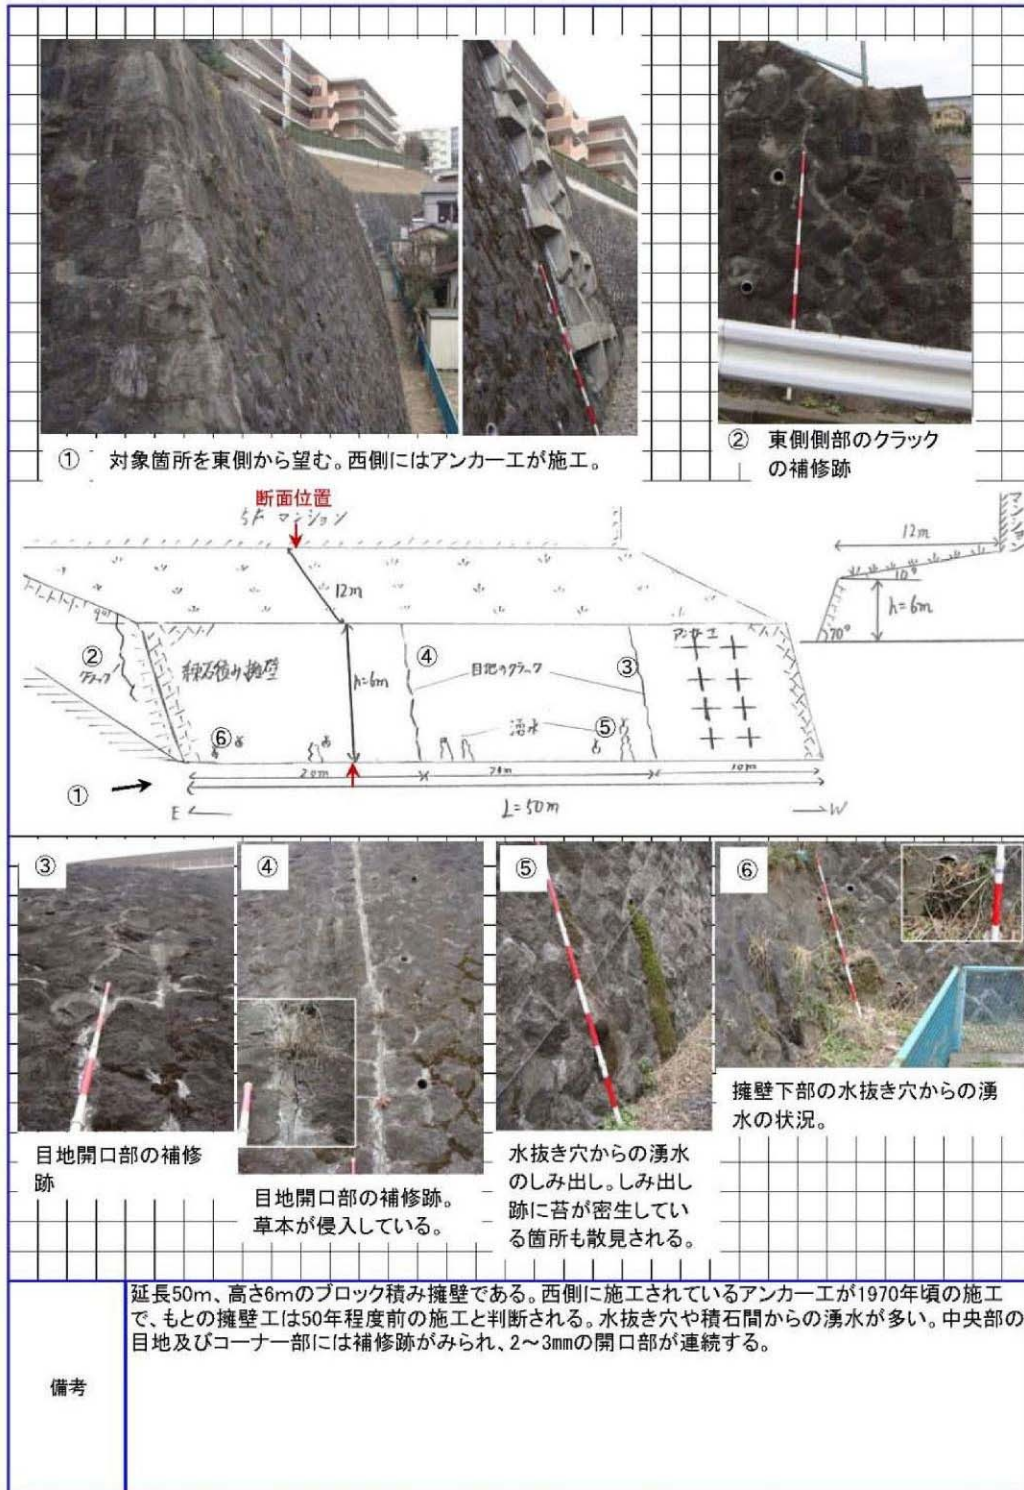 ① 対象箇所を東側から望む。西側にはアンカー工が施工。
② 東側側部のクラック
の補修跡
断面位置
5F マンション
12m
②
クラック
練石積み擁壁
h=6m
④
目地のクラック
③
アンカー工
湧水
⑤
⑥
20m
20m
10m
①
E
L=50m
W
マンション
12m
10°
h=6m
70°
③
目地開口部の補修
跡
④
目地開口部の補修跡。
草本が侵入している。
⑤
水抜き穴からの湧水
のしみ出し。しみ出し
跡に苔が密生してい
る箇所も散見される。
⑥
擁壁下部の水抜き穴からの湧
水の状況。
備考
延長50m、高さ6mのブロック積み擁壁である。西側に施工されているアンカー工が1970年頃の施工
で、もとの擁壁工は50年程度前の施工と判断される。水抜き穴や積石間からの湧水が多い。中央部の
目地及びコーナー部には補修跡がみられ、2～3mmの開口部が連続する。